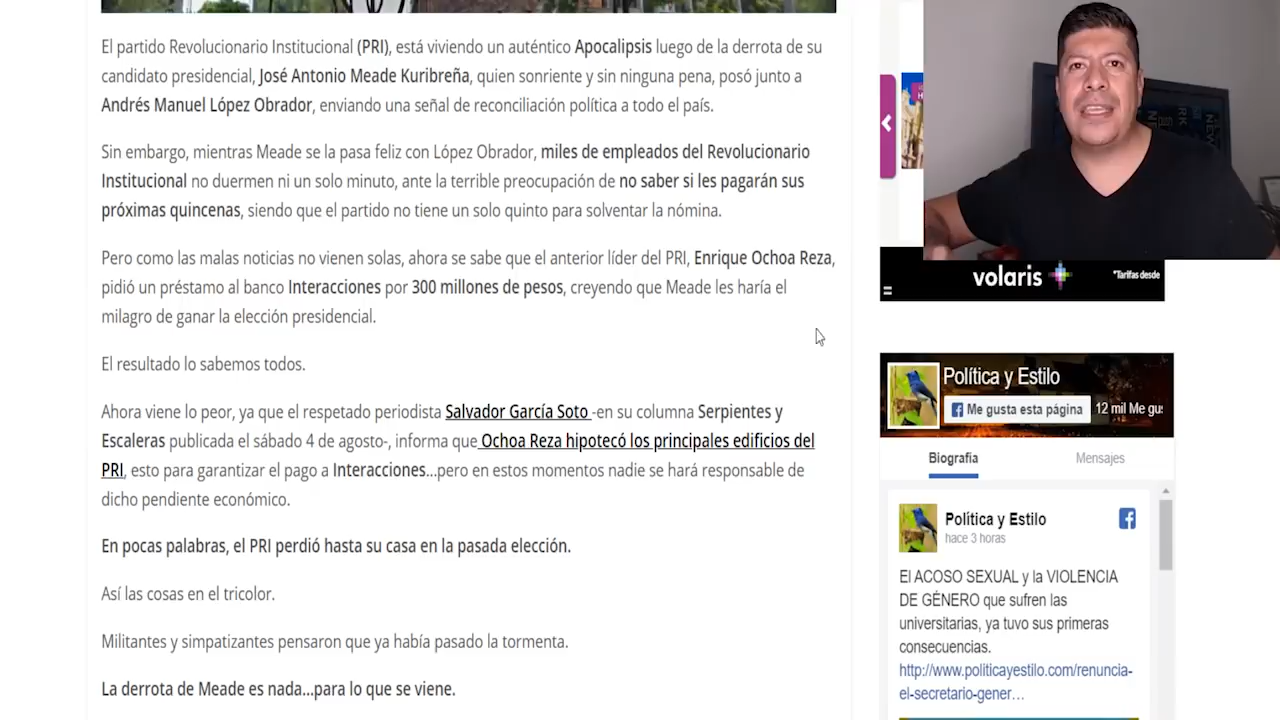 El partido Revolucionario Institucional (PRI), está viviendo un auténtico Apocalipsis luego de la derrota de su
candidato presidencial, José Antonio Meade Kuribreña, quien sonriente y sin ninguna pena, posó junto a
Andrés Manuel López Obrador, enviando una señal de reconciliación política a todo el país.
Sin embargo, mientras Meade se la pasa feliz con López Obrador, miles de empleados del Revolucionario
Institucional no duermen ni un solo minuto, ante la terrible preocupación de no saber si les pagarán sus
próximas quincenas, siendo que el partido no tiene un solo quinto para solventar la nómina.
Pero como las malas noticias no vienen solas, ahora se sabe que el anterior líder del PRI, Enrique Ochoa Reza,
pidió un préstamo al banco Interacciones por 300 millones de pesos, creyendo que Meade les haría el
milagro de ganar la elección presidencial.
El resultado lo sabemos todos.
Ahora viene lo peor, ya que el respetado periodista Salvador García Soto -en su columna Serpientes y
Escaleras publicada el sábado 4 de agosto-, informa que Ochoa Reza hipotecó los principales edificios del
PRI, esto para garantizar el pago a Interacciones...pero en estos momentos nadie se hará responsable de
dicho pendiente económico.
En pocas palabras, el PRI perdió hasta su casa en la pasada elección.
Así las cosas en el tricolor.
Militantes y simpatizantes pensaron que ya había pasado la tormenta.
La derrota de Meade es nada...para lo que se viene.
volaris
*Tarifas desde
Política y Estilo
Me gusta esta página
12 mil Me gus
Biografía
Mensajes
Política y Estilo
hace 3 horas
El ACOSO SEXUAL y la VIOLENCIA
DE GÉNERO que sufren las
universitarias, ya tuvo sus primeras
consecuencias.
http://www.politicayestilo.com/renuncia-
el-secretario-gener…